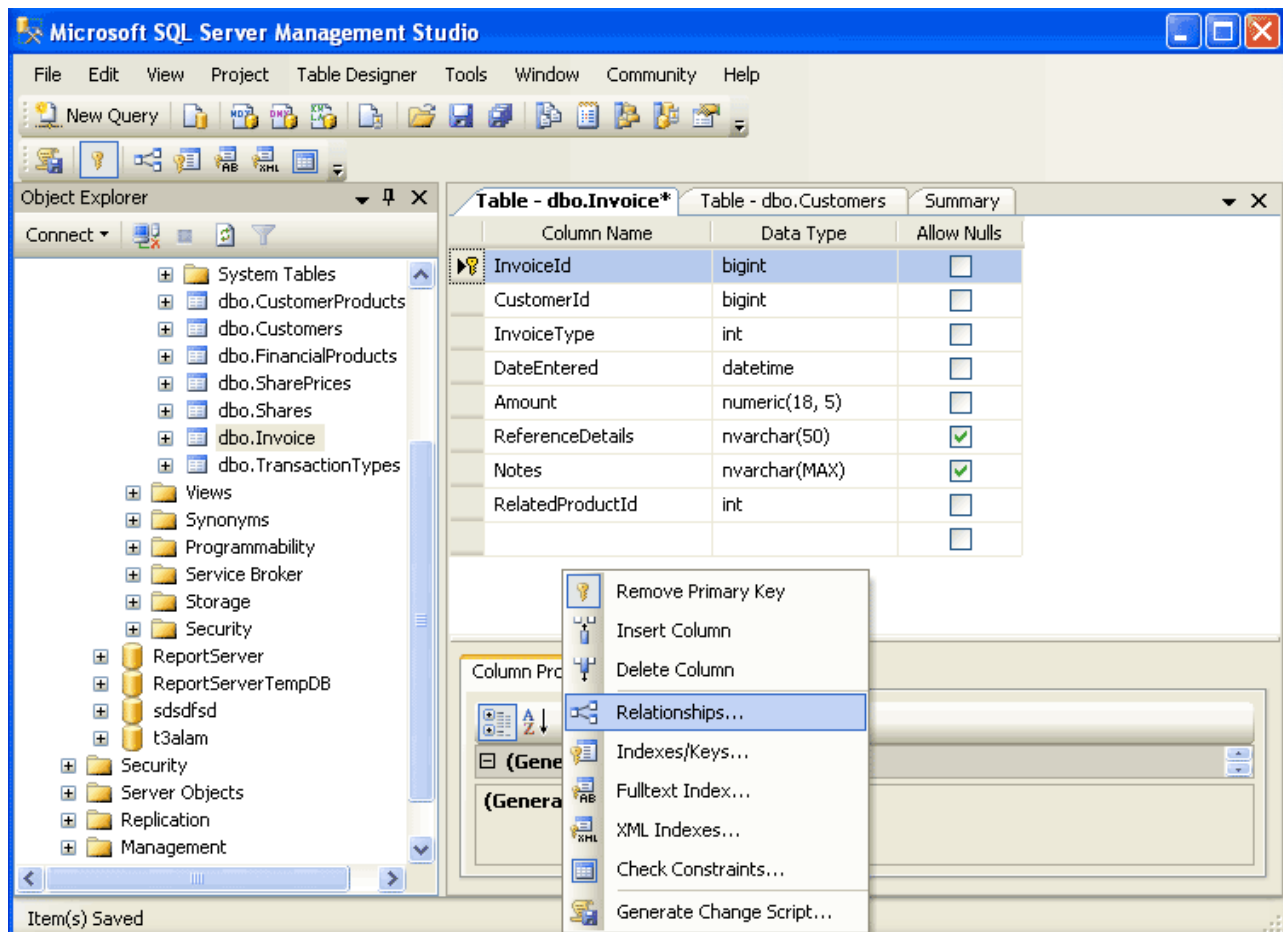 Microsoft SQL Server Management Studio
File Edit View Project Table Designer Tools Window Community Help
New Query
Object Explorer
Connect
System Tables
dbo.CustomerProducts
dbo.Customers
dbo.FinancialProducts
dbo.SharePrices
dbo.Shares
dbo.Invoice
dbo.TransactionTypes
Views
Synonyms
Programmability
Service Broker
Storage
Security
ReportServer
ReportServerTempDB
sdsdfsd
t3alam
Security
Server Objects
Replication
Management
Table - dbo.Invoice* Table - dbo.Customers Summary
Column Name Data Type Allow Nulls
InvoiceId bigint
CustomerId bigint
InvoiceType int
DateEntered datetime
Amount numeric(18, 5)
ReferenceDetails nvarchar(50)
Notes nvarchar(MAX)
RelatedProductId int
Column Pro
(Gene
(Genera
Remove Primary Key
Insert Column
Delete Column
Relationships...
Indexes/Keys...
Fulltext Index...
XML Indexes...
Check Constraints...
Generate Change Script...
Item(s) Saved